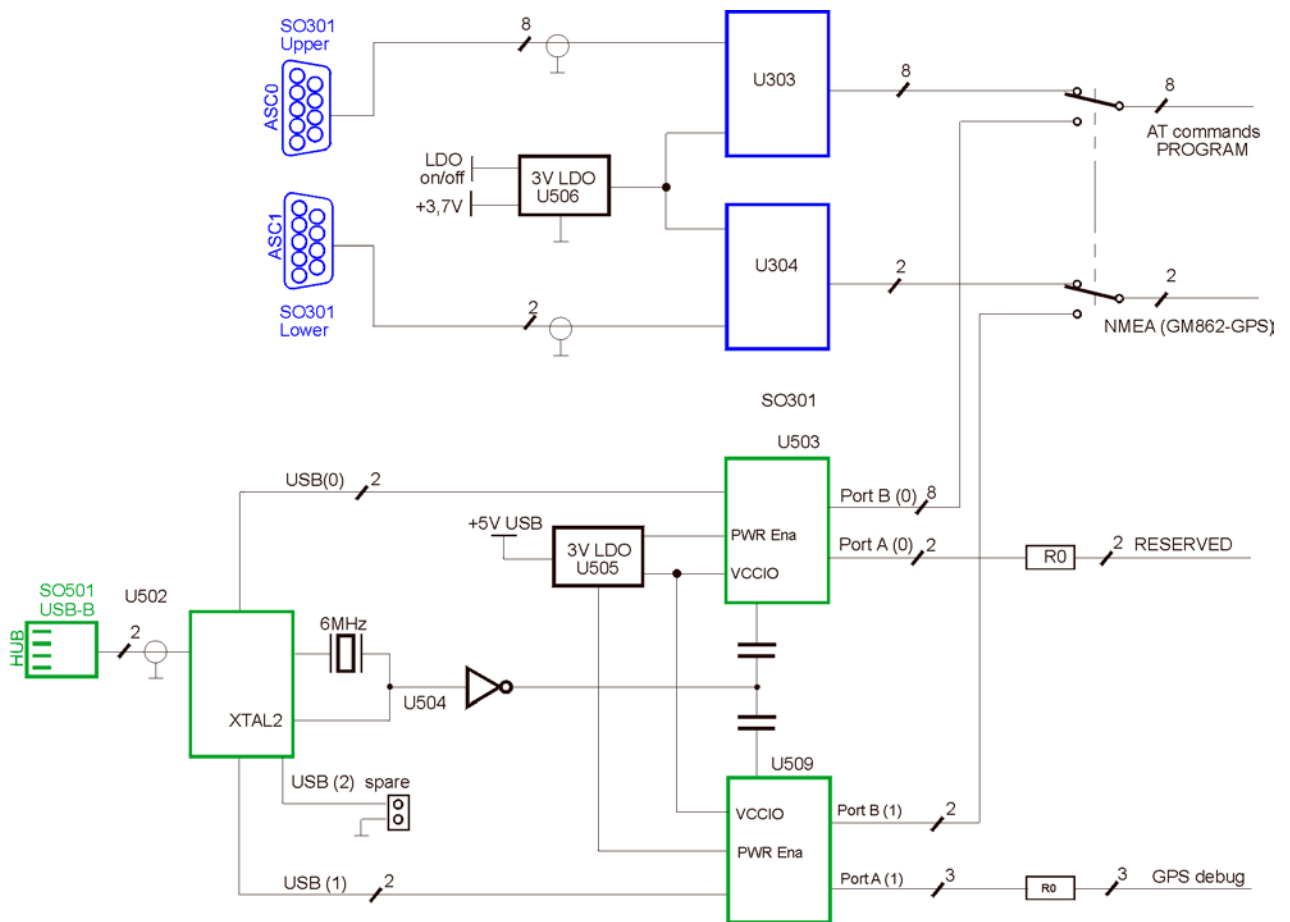 SO301
Upper
ASC0
8
U303
8
8
AT commands
PROGRAM
LDO
on/off
+3,7V
3V LDO
U506
ASC1
SO301
Lower
2
U304
2
2
NMEA (GM862-GPS)
SO301
U503
USB(0)
2
Port B (0)
8
+5V USB
3V LDO
U505
PWR Ena
VCCIO
Port A (0)
2
R0
2
RESERVED
SO501
USB-B
HUB
2
U502
6MHz
XTAL2
U504
USB (2) spare
U509
VCCIO
PWR Ena
Port B (1)
2
USB (1)
2
Port A (1)
3
R0
3
GPS debug